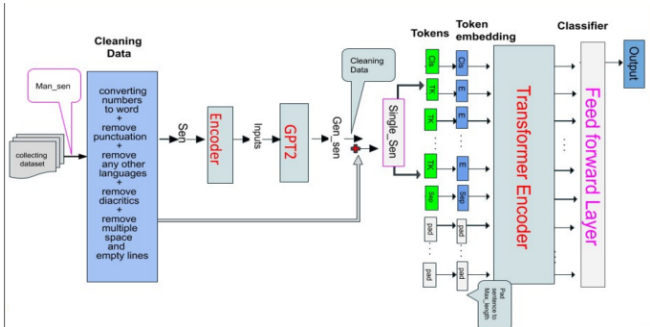 Cleaning
Data
Man_sen
collecting
dataset
converting
numbers
to word
+
remove
punctuation
+
remove
any other
languages
+
remove
diacritics
+
remove
multiple
space
and
empty lines
Sen
Encoder
Inputs
GPT2
Gen_sen
Cleaning
Data
Single_Sen
Tokens
Cls
TK
TK
TK
Sep
pad
pad
Token
embedding
Cls
E
E
E
Sep
pad
pad
Pad
sentence to
Max_length
Transformer Encoder
Classifier
Feed forward Layer
Output